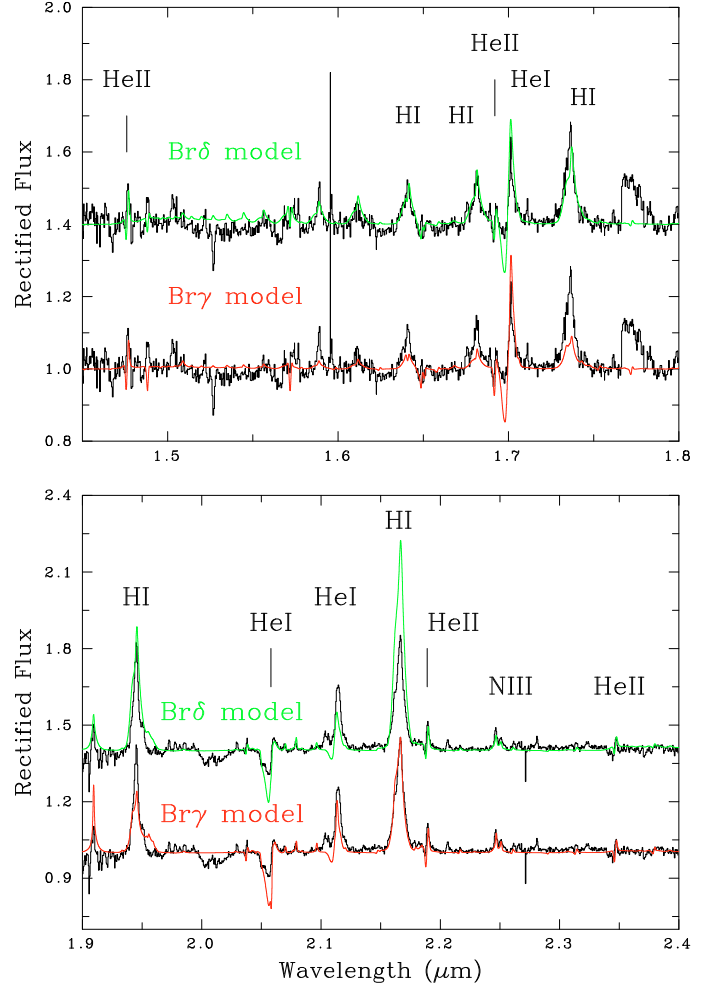 2.0
HeII
HeII
HeI
1.8
HI
HI
HI
1.6
Brδ model
1.4
Rectified Flux
Brγ model
1.2
1.0
0.8
1.5
1.6
1.7
1.8
2.4
HI
2.1
HI
HeI
HeI
HeII
1.8
NIII
HeII
Brδ model
1.5
Rectified Flux
Brγ model
1.2
0.9
1.9
2.0
2.1
2.2
2.3
2.4
Wavelength (μm)